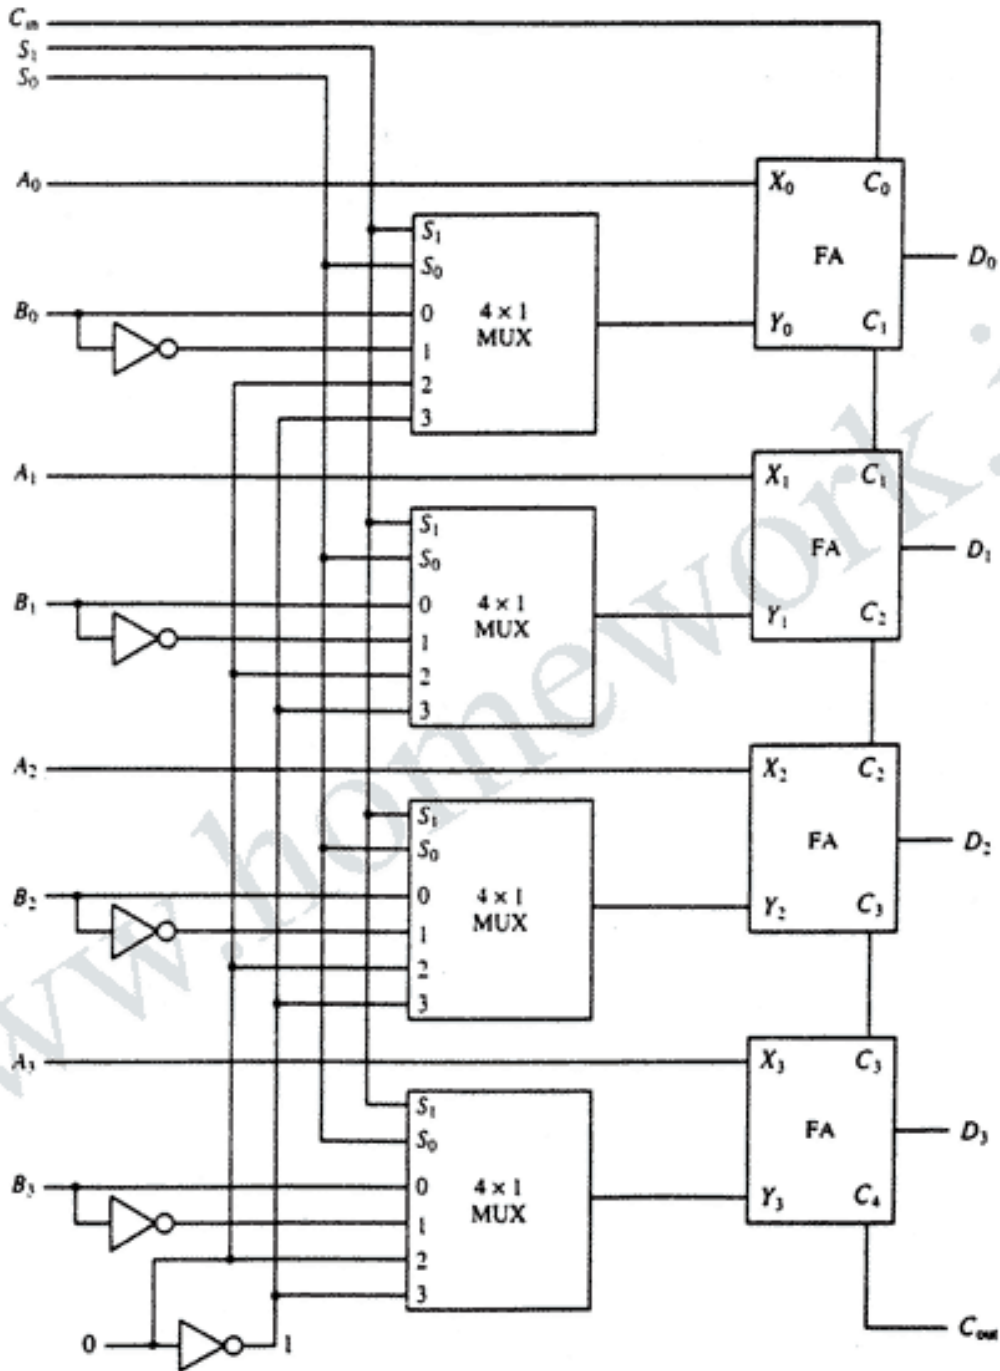 C_in
S₁
S₀
A₀
X₀ C₀
S₁
FA
D₀
S₀
B₀
0
4 × 1
MUX
Y₀ C₁
1
2
3
A₁
X₁ C₁
S₁
FA
D₁
S₀
B₁
0
4 × 1
MUX
Y₁ C₂
1
2
3
A₂
X₂ C₂
S₁
FA
D₂
S₀
B₂
0
4 × 1
MUX
Y₂ C₃
1
2
3
A₃
X₃ C₃
S₁
FA
D₃
S₀
B₃
0
4 × 1
MUX
Y₃ C₄
1
2
3
0
1
C_out
ww.homework.i